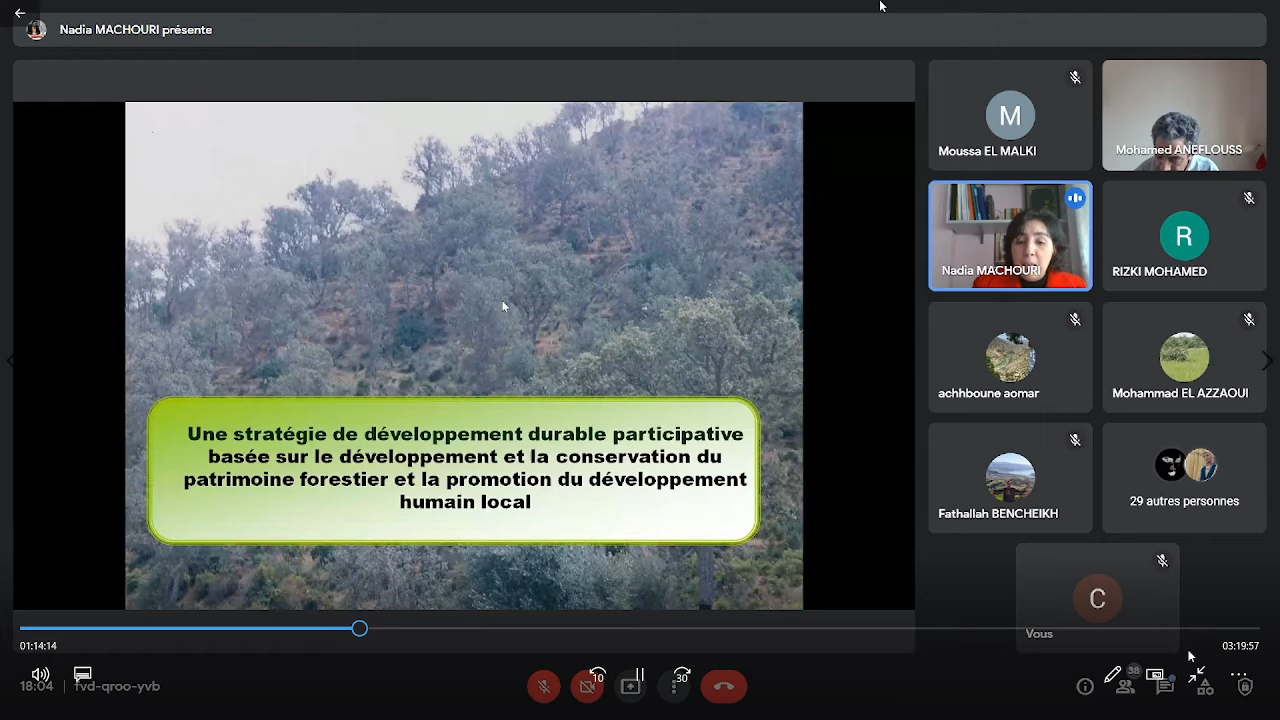 Nadia MACHOURI présente
M
Moussa EL MALKI
Mohamed ANEFLOUSS
Nadia MACHOURI
R
RIZKI MOHAMED
achhboune aomar
Mohammad EL AZZAOUI
Fathallah BENCHEIKH
29 autres personnes
C
Vous
Une stratégie de développement durable participative
basée sur le développement et la conservation du
patrimoine forestier et la promotion du développement
humain local
01:14:14
03:19:57
18:04 | fvd-qroo-yvb
10
30
38